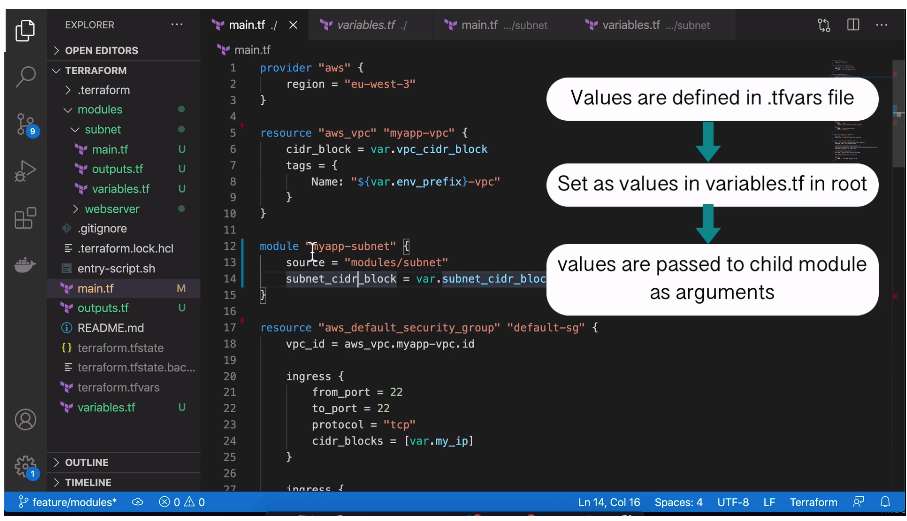 EXPLORER
main.tf ./
variables.tf ./
main.tf .../subnet
variables.tf .../subnet
OPEN EDITORS
main.tf
TERRAFORM
.terraform
modules
subnet
main.tf U
outputs.tf U
variables.tf U
webserver
.gitignore
.terraform.lock.hcl
entry-script.sh
main.tf M
outputs.tf U
README.md
terraform.tfstate
terraform.tfstate.bac...
terraform.tfvars
variables.tf U
OUTLINE
TIMELINE
9
1
1 provider "aws" {
2 region = "eu-west-3"
3 }
4
5 resource "aws_vpc" "myapp-vpc" {
6 cidr_block = var.vpc_cidr_block
7 tags = {
8 Name: "${var.env_prefix}-vpc"
9 }
10 }
11
12 module "myapp-subnet" {
13 source = "modules/subnet"
14 subnet_cidr_block = var.subnet_cidr_bloc
15 }
16
17 resource "aws_default_security_group" "default-sg" {
18 vpc_id = aws_vpc.myapp-vpc.id
19
20 ingress {
21 from_port = 22
22 to_port = 22
23 protocol = "tcp"
24 cidr_blocks = [var.my_ip]
25 }
26
27 ingress {
Values are defined in .tfvars file
Set as values in variables.tf in root
values are passed to child module
as arguments
feature/modules* 0 0 Ln 14, Col 16 Spaces: 4 UTF-8 LF Terraform